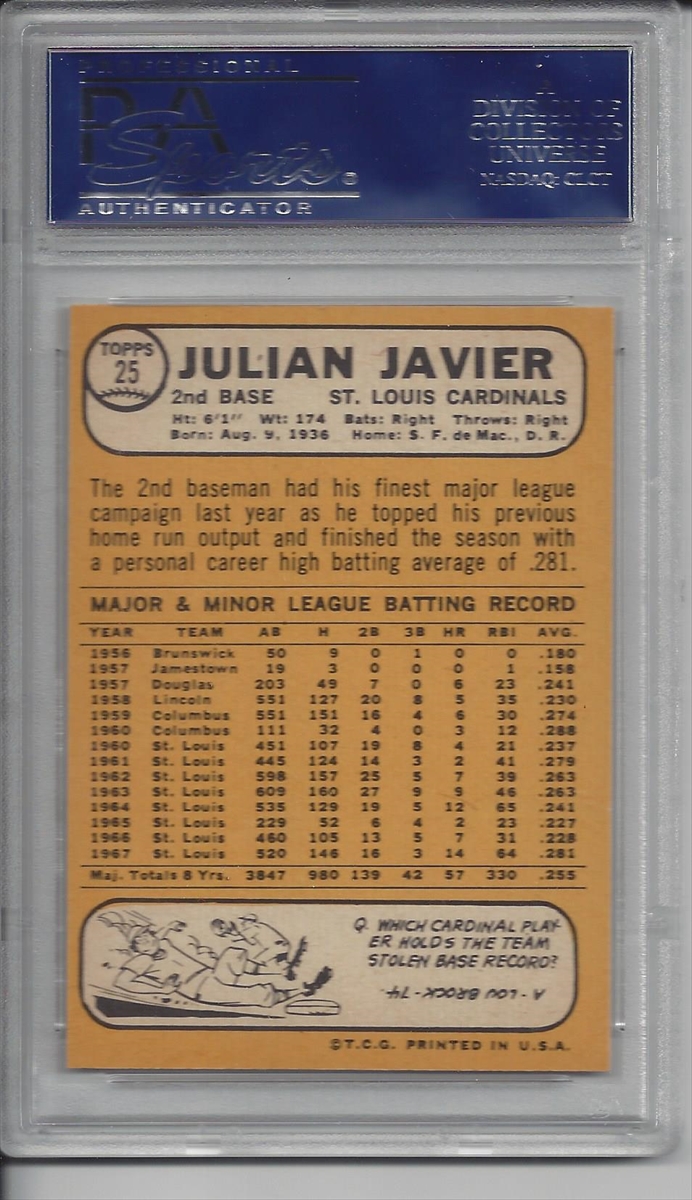 PROFESSIONAL
PSA
Sports®
AUTHENTICATOR
A
DIVISION OF
COLLECTORS
UNIVERSE
NASDAQ: CLCT
TOPPS
25
JULIAN JAVIER
2nd BASE ST. LOUIS CARDINALS
Ht: 6'1" Wt: 174 Bats: Right Throws: Right
Born: Aug. 9, 1936 Home: S. F. de Mac., D. R.
The 2nd baseman had his finest major league
campaign last year as he topped his previous
home run output and finished the season with
a personal career high batting average of .281.
MAJOR & MINOR LEAGUE BATTING RECORD
YEAR TEAM AB H 2B 3B HR RBI AVG.
1956 Brunswick 50 9 0 1 0 0 .180
1957 Jamestown 19 3 0 0 0 1 .158
1957 Douglas 203 49 7 0 6 23 .241
1958 Lincoln 551 127 20 8 5 35 .230
1959 Columbus 551 151 16 4 6 30 .274
1960 Columbus 111 32 4 0 3 12 .288
1960 St. Louis 451 107 19 8 4 21 .237
1961 St. Louis 445 124 14 3 2 41 .279
1962 St. Louis 598 157 25 5 7 39 .263
1963 St. Louis 609 160 27 9 9 46 .263
1964 St. Louis 535 129 19 5 12 65 .241
1965 St. Louis 229 52 6 4 2 23 .227
1966 St. Louis 460 105 13 5 7 31 .228
1967 St. Louis 520 146 16 3 14 64 .281
Maj. Totals 8 Yrs. 3847 980 139 42 57 330 .255
Q. WHICH CARDINAL PLAY-
ER HOLDS THE TEAM
STOLEN BASE RECORD?
A - LOU BROCK - 74.
©T.C.G. PRINTED IN U.S.A.